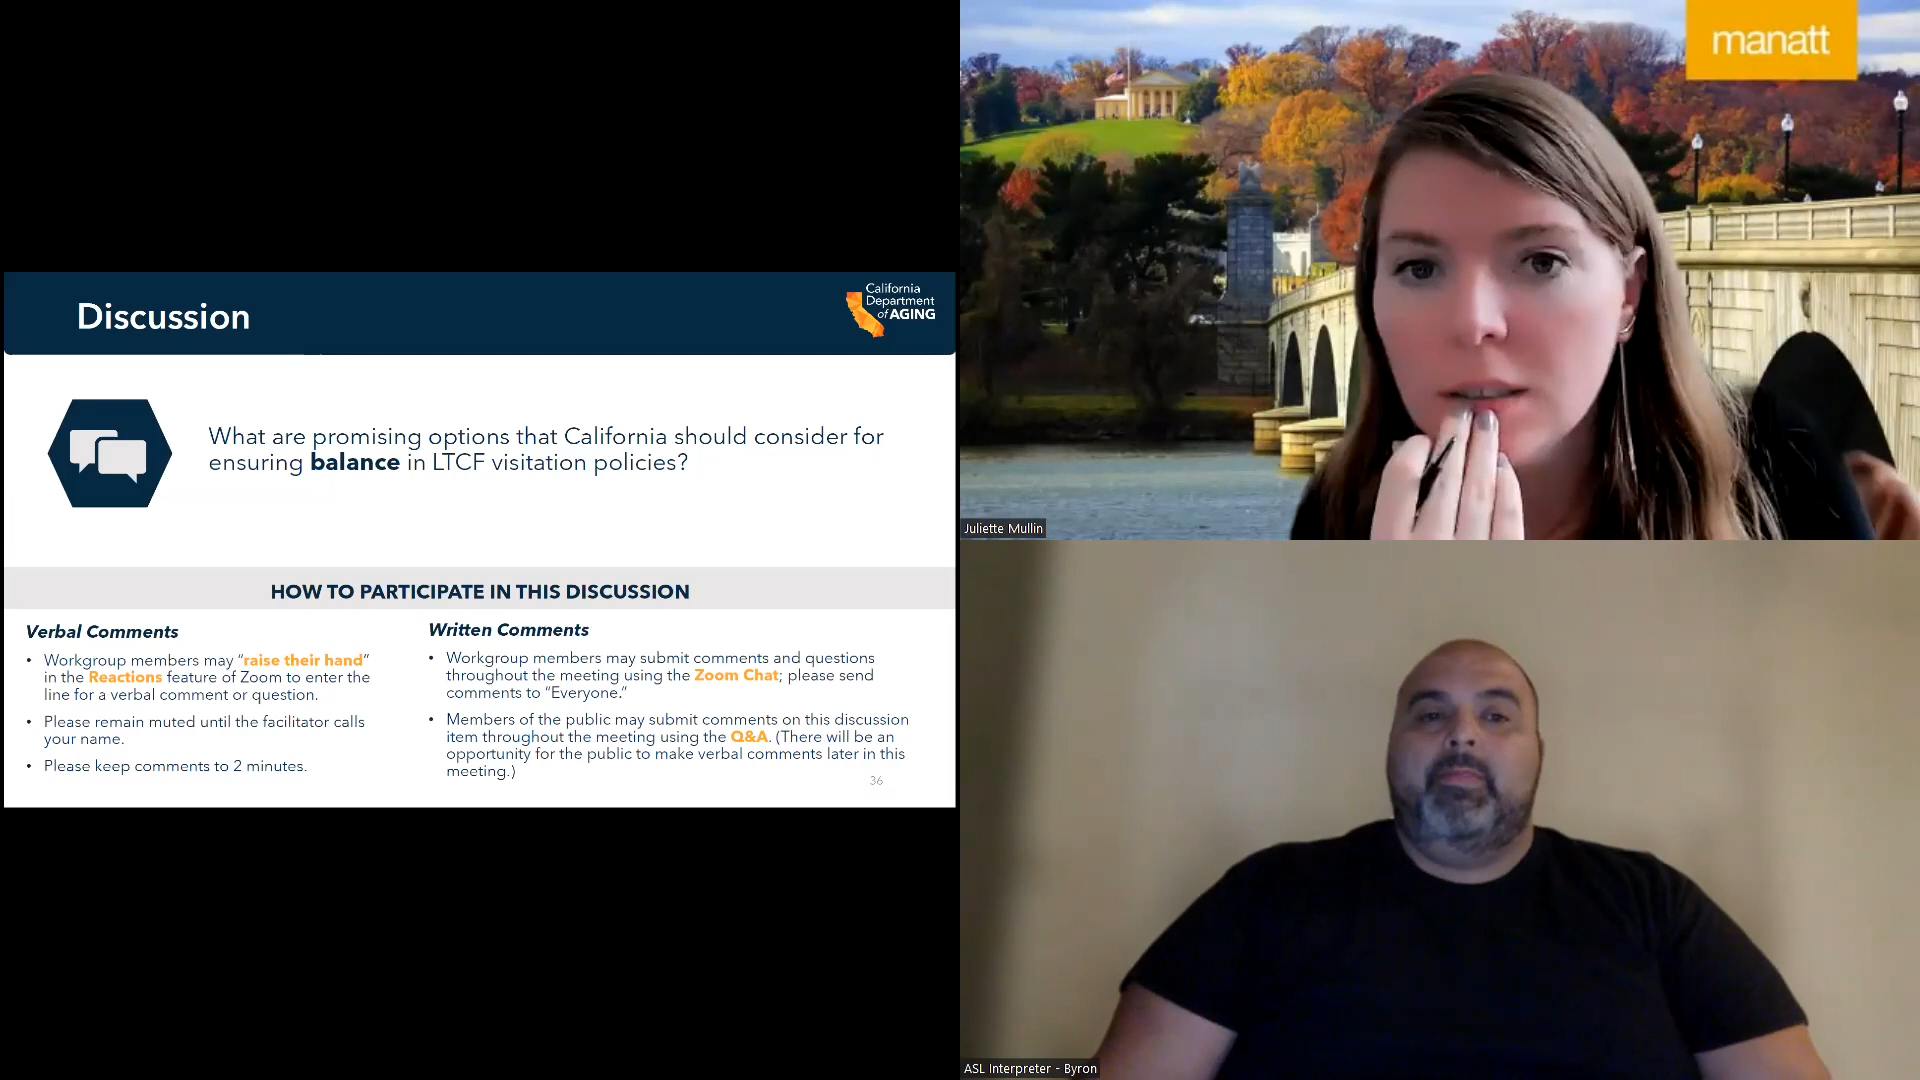 Discussion
California
Department
of AGING
What are promising options that California should consider for
ensuring balance in LTCF visitation policies?
HOW TO PARTICIPATE IN THIS DISCUSSION
Verbal Comments
• Workgroup members may “raise their hand”
in the Reactions feature of Zoom to enter the
line for a verbal comment or question.
• Please remain muted until the facilitator calls
your name.
• Please keep comments to 2 minutes.
Written Comments
• Workgroup members may submit comments and questions
throughout the meeting using the Zoom Chat; please send
comments to “Everyone.”
• Members of the public may submit comments on this discussion
item throughout the meeting using the Q&A. (There will be an
opportunity for the public to make verbal comments later in this
meeting.)
36
manatt
Juliette Mullin
ASL Interpreter - Byron